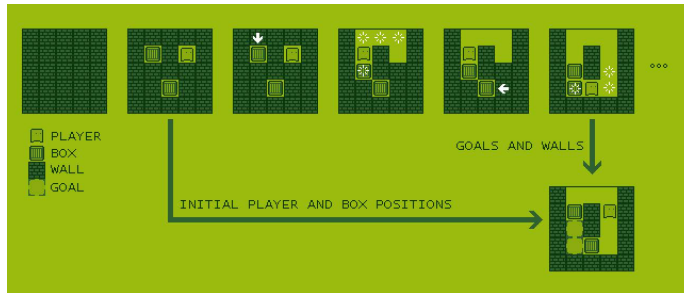 PLAYER
BOX
WALL
GOAL
GOALS AND WALLS
INITIAL PLAYER AND BOX POSITIONS